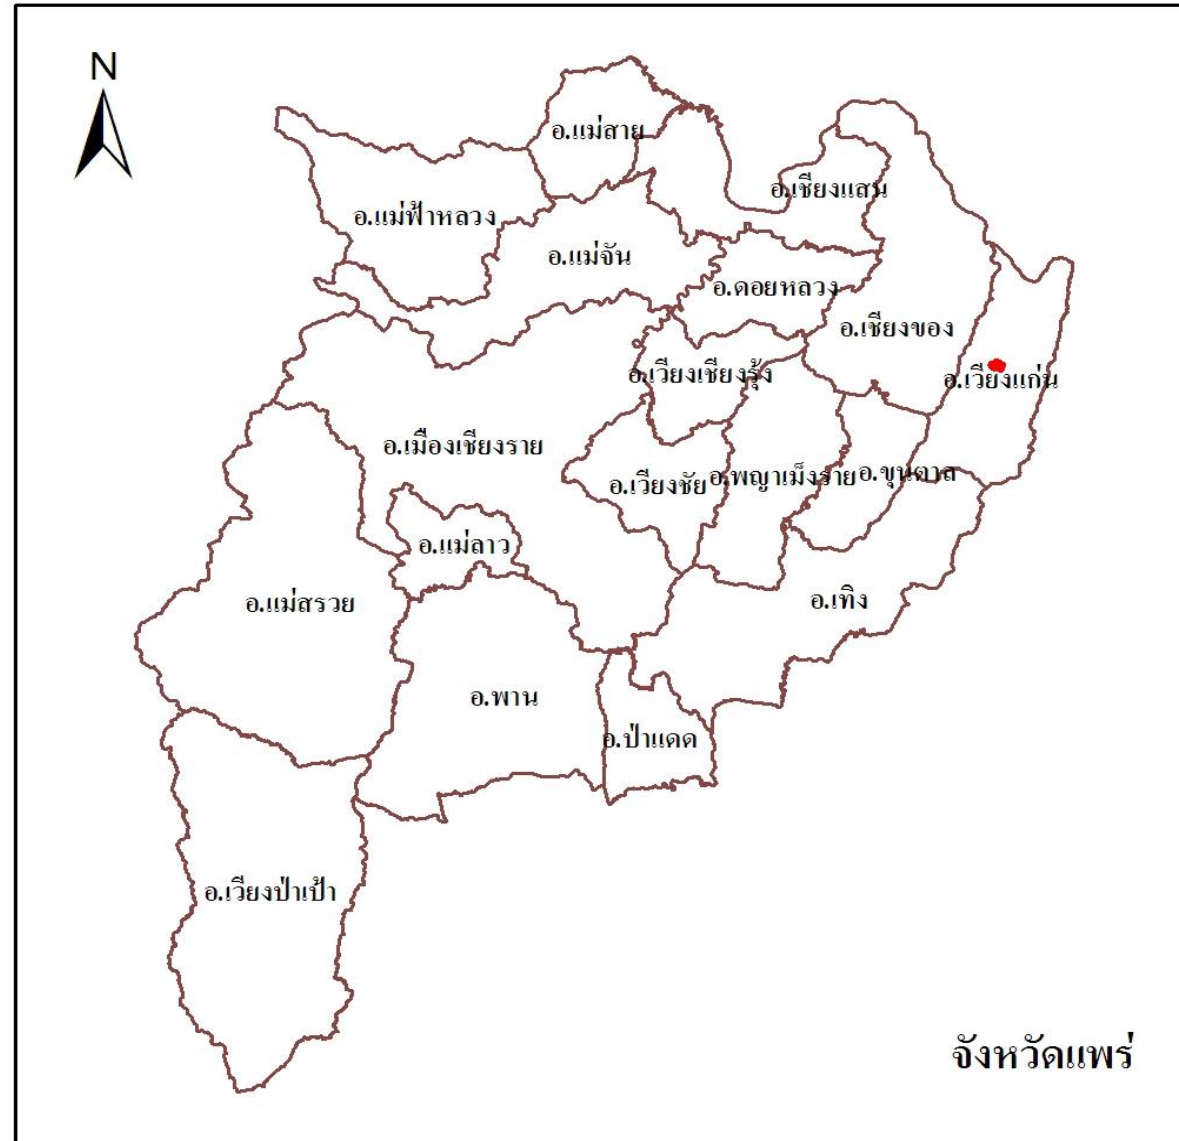 N
อ.แม่สาย
อ.เชียงแสน
อ.แม่ฟ้าหลวง
อ.แม่จัน
อ.ดอยหลวง
อ.เชียงของ
อ.เวียงเชียงรุ้ง
อ.เวียงแก่น
อ.เมืองเชียงราย
อ.เวียงชัย
อ.พญาเม็งราย
อ.ขุนตาล
อ.แม่ลาว
อ.แม่สรวย
อ.เทิง
อ.พาน
อ.ป่าแดด
อ.เวียงป่าเป้า
จังหวัดแพร่